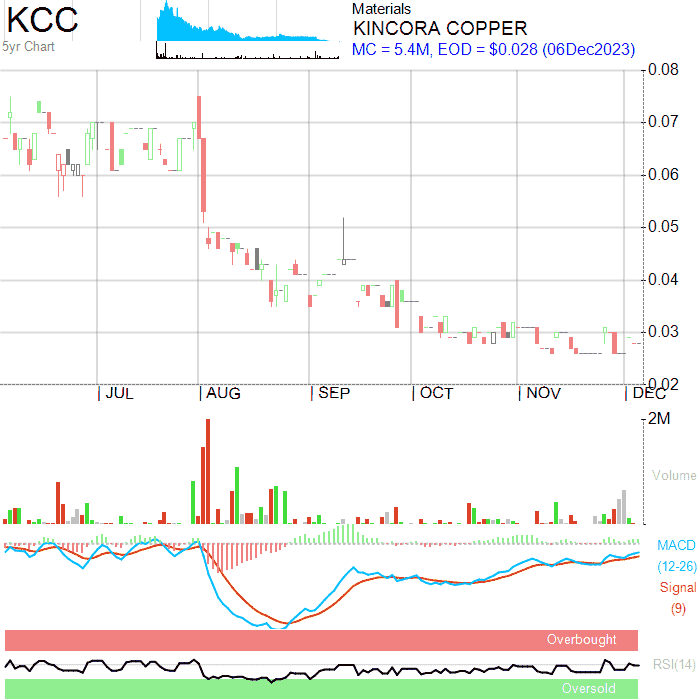 KCC
5yr Chart
Materials
KINCORA COPPER
MC = 5.4M, EOD = $0.028 (06Dec2023)
0.08
0.07
0.06
0.05
0.04
0.03
0.02
JUL AUG SEP OCT NOV DEC
2M
Volume
MACD
(12-26)
Signal
(9)
Overbought
RSI(14)
Oversold